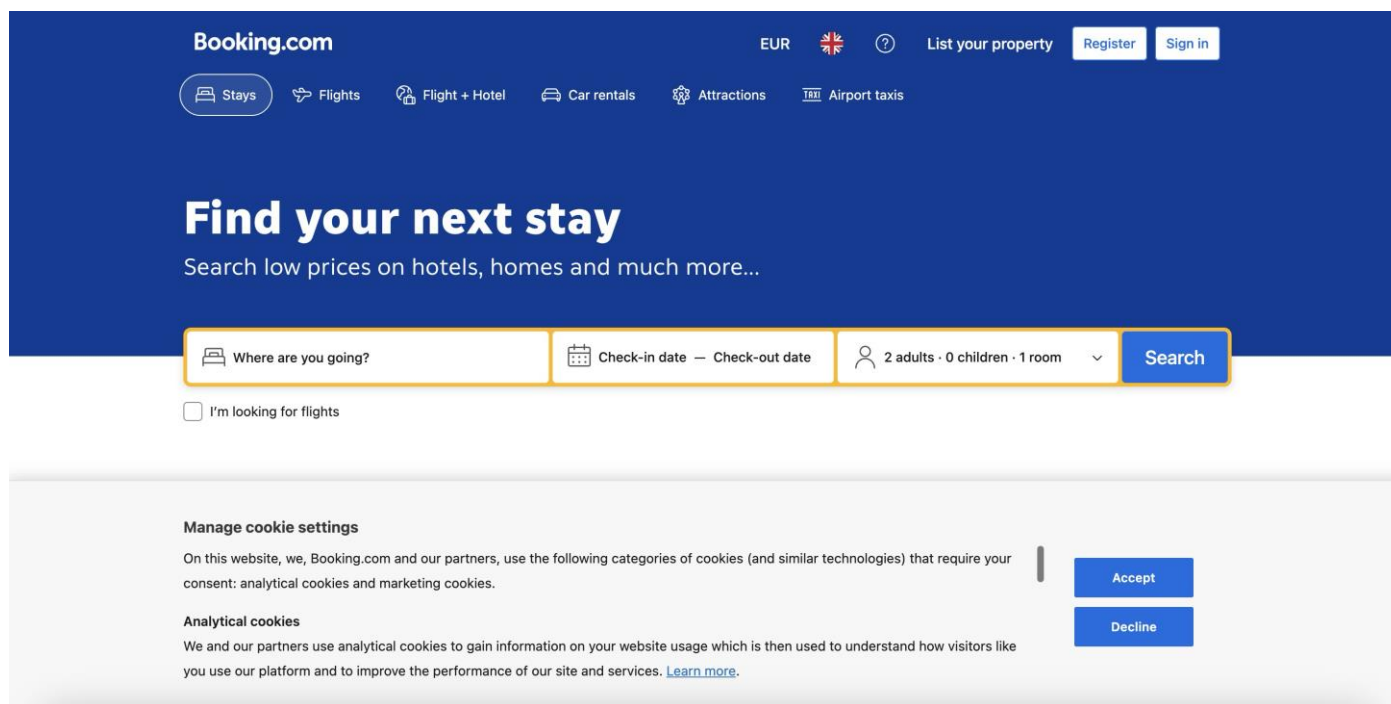 Booking.com
EUR
List your property
Register
Sign in
Stays
Flights
Flight + Hotel
Car rentals
Attractions
TAXI
Airport taxis
Find your next stay
Search low prices on hotels, homes and much more...
Where are you going?
Check-in date — Check-out date
2 adults · 0 children · 1 room
Search
I'm looking for flights
Manage cookie settings
On this website, we, Booking.com and our partners, use the following categories of cookies (and similar technologies) that require your
consent: analytical cookies and marketing cookies.
Analytical cookies
We and our partners use analytical cookies to gain information on your website usage which is then used to understand how visitors like
you use our platform and to improve the performance of our site and services. Learn more.
Accept
Decline